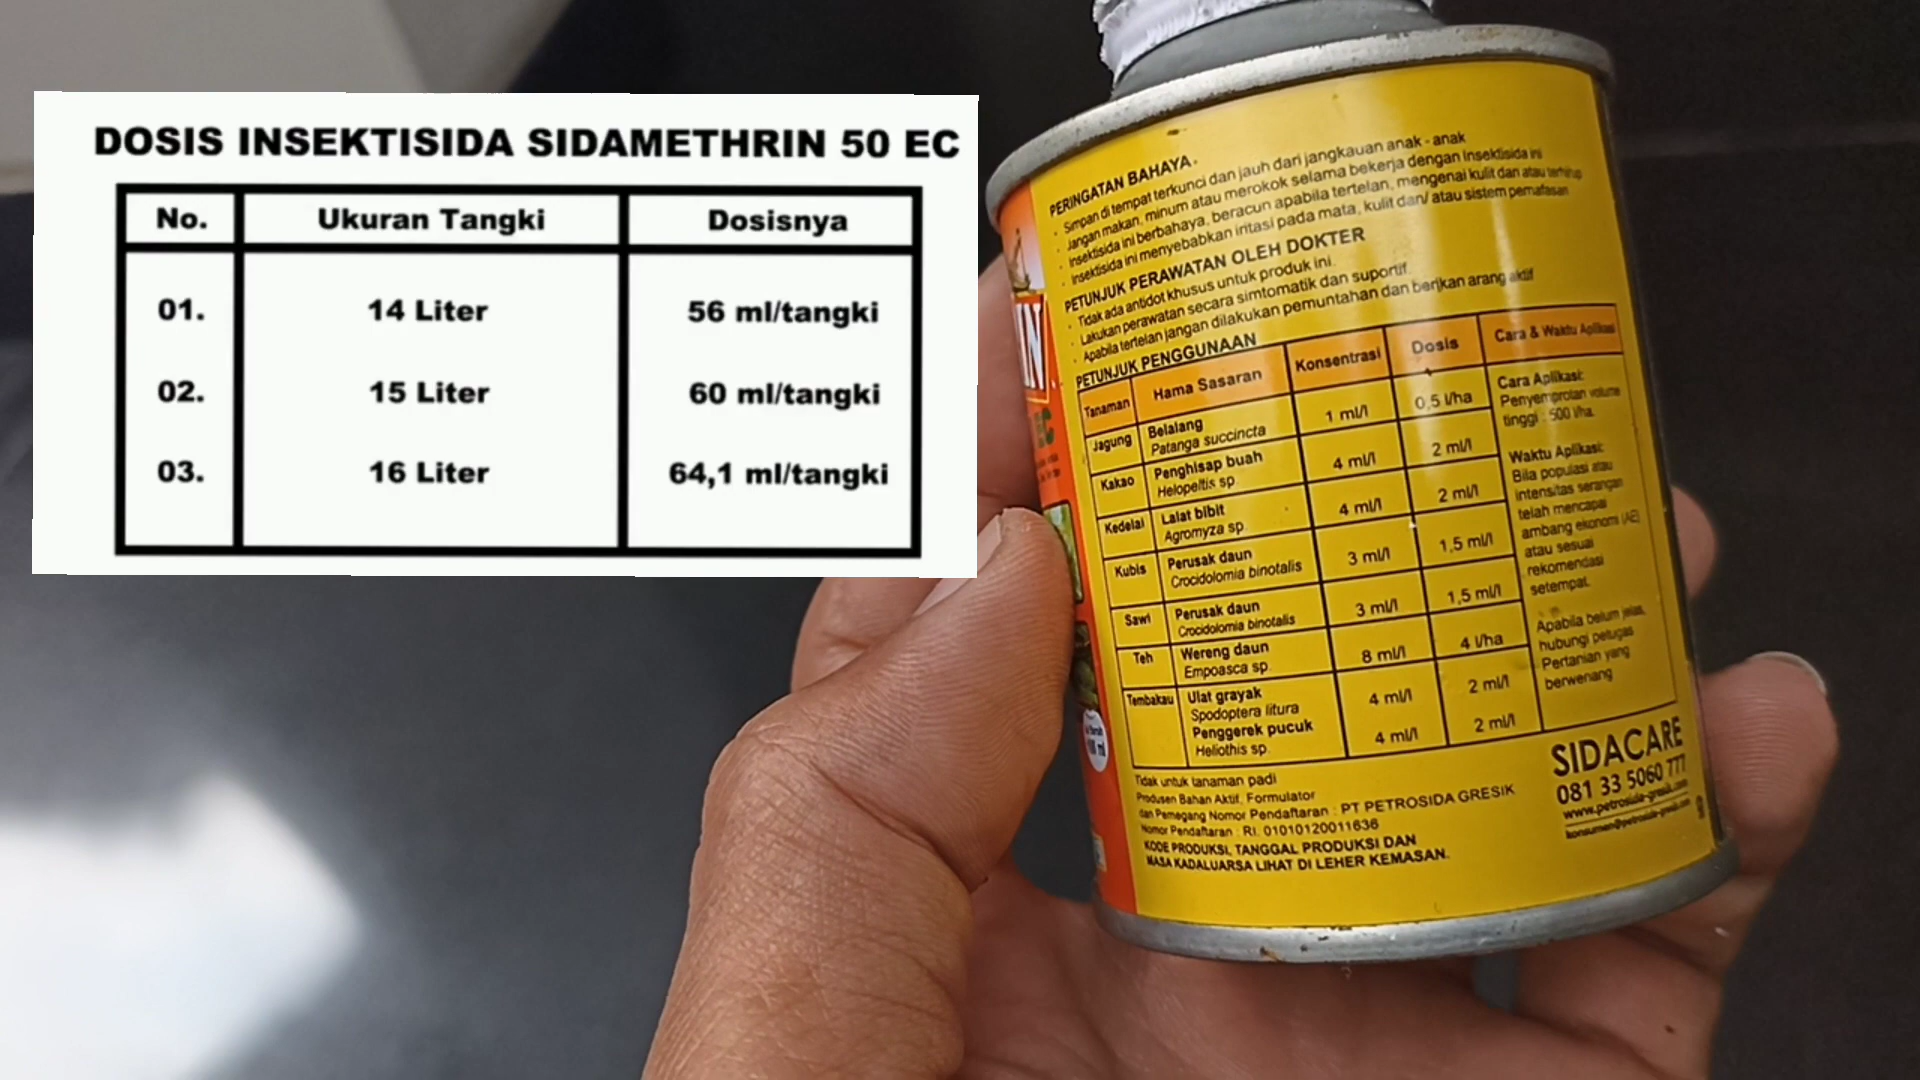 DOSIS INSEKTISIDA SIDAMETHRIN 50 EC
No. Ukuran Tangki Dosisnya
01. 14 Liter 56 ml/tangki
02. 15 Liter 60 ml/tangki
03. 16 Liter 64,1 ml/tangki
PERINGATAN BAHAYA.
Simpan di tempat terkunci dan jauh dari jangkauan anak - anak
Jangan makan, minum atau merokok selama bekerja dengan insektisida ini
Insektisida ini berbahaya, beracun apabila tertelan, mengenai kulit dan atau terhirup
Insektisida ini menyebabkan iritasi pada mata, kulit dan/ atau sistem pernafasan
PETUNJUK PERAWATAN OLEH DOKTER
Tidak ada antidot khusus untuk produk ini.
Lakukan perawatan secara simtomatik dan suportif.
Apabila tertelan jangan dilakukan pemuntahan dan berikan arang aktif
PETUNJUK PENGGUNAAN
Tanaman Hama Sasaran Konsentrasi Dosis Cara & Waktu Aplikasi
Jagung Belalang 1 ml/l 0,5 l/ha
Patanga succincta
Kakao Penghisap buah 4 ml/l 2 ml/l
Helopeltis sp
Kedelai Lalat bibit 4 ml/l 2 ml/l
Agromyza sp
Kubis Perusak daun 3 ml/l 1,5 ml/l
Crocidolomia binotalis
Sawi Perusak daun 3 ml/l 1,5 ml/l
Crocidolomia binotalis
Teh Wereng daun 8 ml/l 4 l/ha
Empoasca sp
Tembakau Ulat grayak 4 ml/l 2 ml/l
Spodoptera litura
Penggerek pucuk 4 ml/l 2 ml/l
Heliothis sp.
Cara Aplikasi:
Penyemprotan volume
tinggi : 500 l/ha.
Waktu Aplikasi:
Bila populasi atau
intensitas serangan
telah mencapai
ambang ekonomi (AE)
atau sesuai
rekomendasi
setempat.
Apabila belum jelas,
hubungi petugas
Pertanian yang
berwenang
Tidak untuk tanaman padi
Produsen Bahan Aktif, Formulator
dan Pemegang Nomor Pendaftaran : PT PETROSIDA GRESIK
Nomor Pendaftaran : RI. 01010120011636
KODE PRODUKSI, TANGGAL PRODUKSI DAN
MASA KADALUARSA LIHAT DI LEHER KEMASAN.
SIDACARE
081 33 5060 777
www.petrosida-gresik.com
konsumen@petrosida-gresik.com